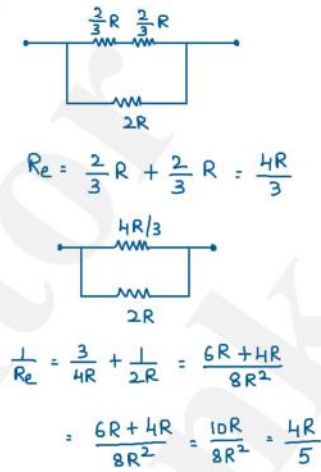 2/3 R 2/3 R
2R
Re = 2/3 R + 2/3 R = 4R/3
4R/3
2R
1/Re = 3/4R + 1/2R = 6R + 4R/8R²
= 6R + 4R/8R² = 10R/8R² = 4R/5